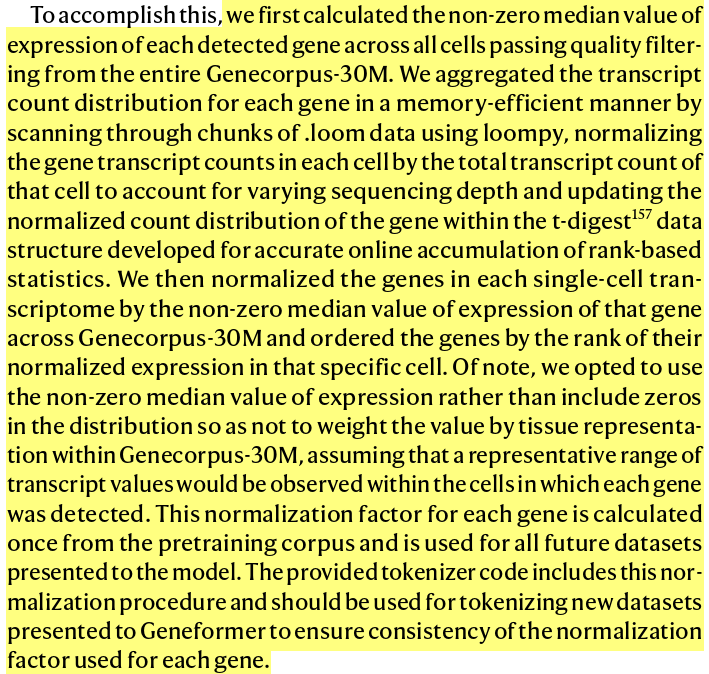 To accomplish this, we first calculated the non-zero median value of
expression of each detected gene across all cells passing quality filter-
ing from the entire Genecorpus-30M. We aggregated the transcript
count distribution for each gene in a memory-efficient manner by
scanning through chunks of .loom data using loompy, normalizing
the gene transcript counts in each cell by the total transcript count of
that cell to account for varying sequencing depth and updating the
normalized count distribution of the gene within the t-digest157 data
structure developed for accurate online accumulation of rank-based
statistics. We then normalized the genes in each single-cell tran-
scriptome by the non-zero median value of expression of that gene
across Genecorpus-30M and ordered the genes by the rank of their
normalized expression in that specific cell. Of note, we opted to use
the non-zero median value of expression rather than include zeros
in the distribution so as not to weight the value by tissue representa-
tion within Genecorpus-30M, assuming that a representative range of
transcript values would be observed within the cells in which each gene
was detected. This normalization factor for each gene is calculated
once from the pretraining corpus and is used for all future datasets
presented to the model. The provided tokenizer code includes this nor-
malization procedure and should be used for tokenizing new datasets
presented to Geneformer to ensure consistency of the normalization
factor used for each gene.